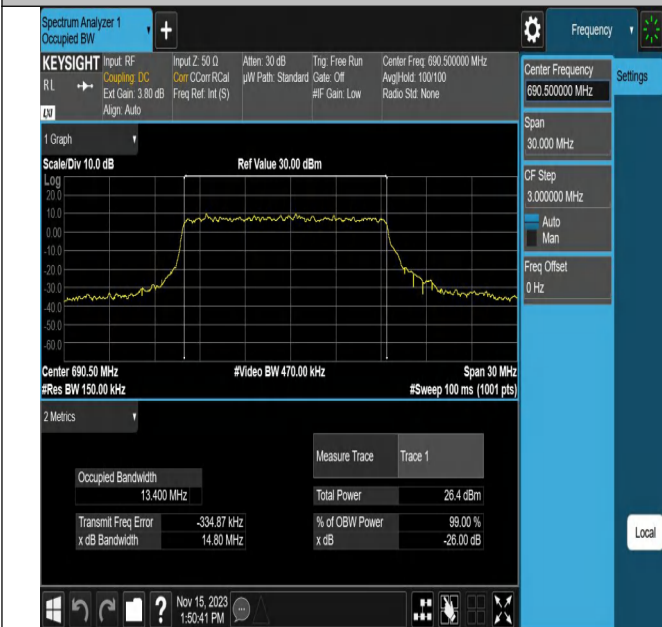 Spectrum Analyzer 1
Occupied BW
Frequency
KEYSIGHT
R L
LXI
Input: RF
Coupling: DC
Ext Gain: 3.80 dB
Align: Auto
Input Z: 50 Ω
Corr CCorr RCal
Freq Ref: Int (S)
Atten: 30 dB
µW Path: Standard
Trig: Free Run
Gate: Off
#IF Gain: Low
Center Freq: 690.500000 MHz
Avg|Hold: 100/100
Radio Std: None
Center Frequency
690.500000 MHz
Settings
Span
30.000 MHz
CF Step
3.000000 MHz
Auto
Man
Freq Offset
0 Hz
Local
1 Graph
Scale/Div 10.0 dB
Ref Value 30.00 dBm
Log
20.0
10.0
0.00
-10.0
-20.0
-30.0
-40.0
-50.0
-60.0
Center 690.50 MHz
#Video BW 470.00 kHz
Span 30 MHz
#Res BW 150.00 kHz
#Sweep 100 ms (1001 pts)
2 Metrics
Measure Trace
Trace 1
Occupied Bandwidth
13.400 MHz
Total Power
26.4 dBm
Transmit Freq Error
-334.87 kHz
% of OBW Power
99.00 %
x dB Bandwidth
14.80 MHz
x dB
-26.00 dB
?
Nov 15, 2023
1:50:41 PM